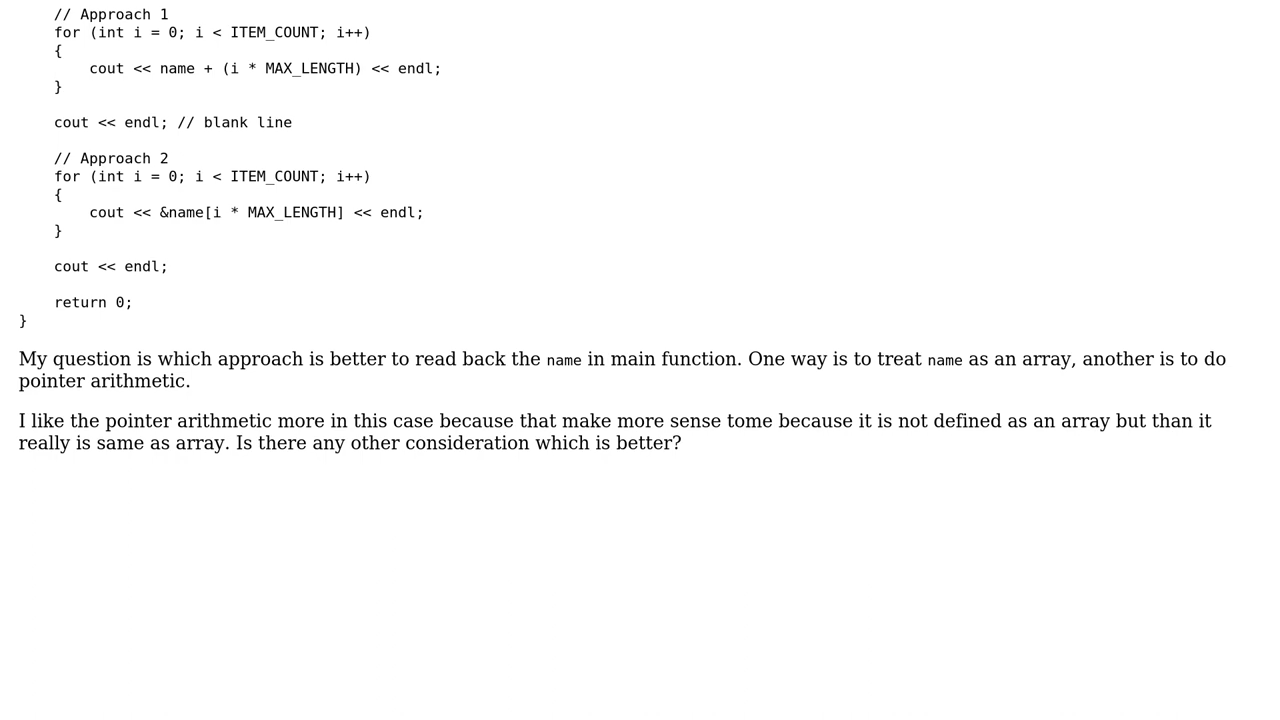 // Approach 1
for (int i = 0; i < ITEM_COUNT; i++)
{
cout << name + (i * MAX_LENGTH) << endl;
}
cout << endl; // blank line
// Approach 2
for (int i = 0; i < ITEM_COUNT; i++)
{
cout << &name[i * MAX_LENGTH] << endl;
}
cout << endl;
return 0;
}
My question is which approach is better to read back the name in main function. One way is to treat name as an array, another is to do
pointer arithmetic.
I like the pointer arithmetic more in this case because that make more sense tome because it is not defined as an array but than it
really is same as array. Is there any other consideration which is better?